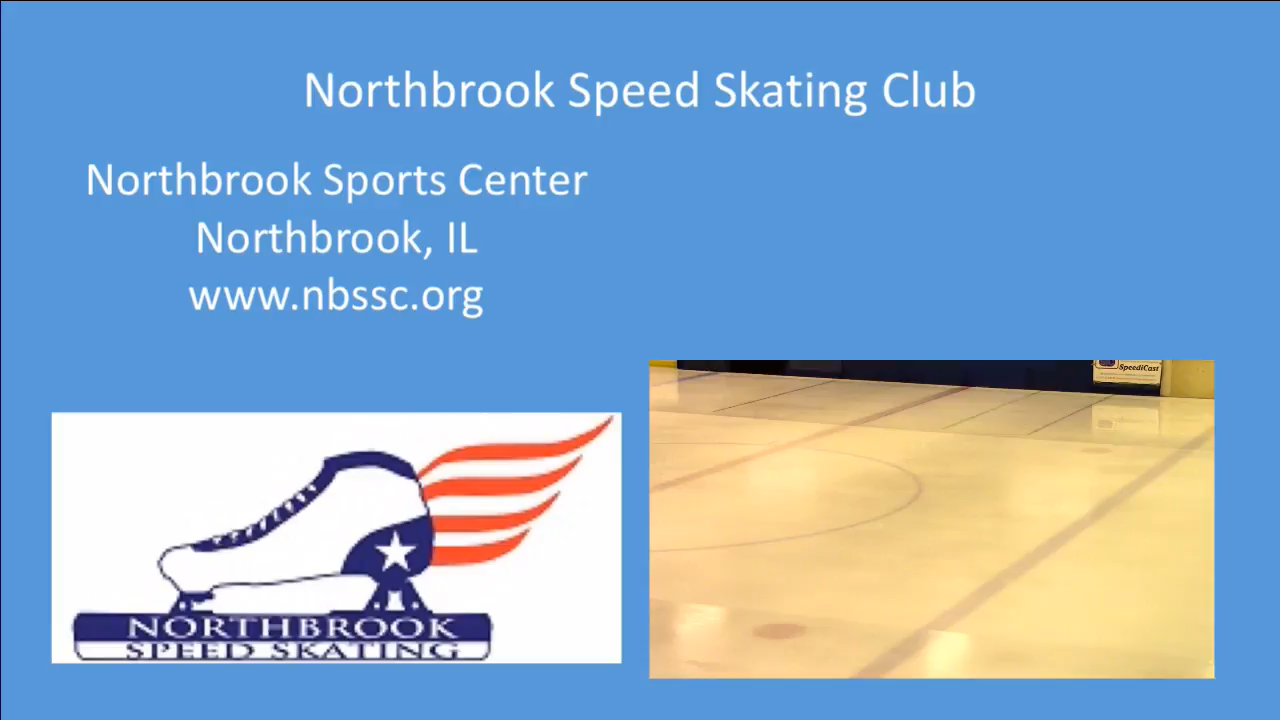 Northbrook Speed Skating Club
Northbrook Sports Center
Northbrook, IL
www.nbssc.org
SpeediCast
NORTHBROOK
SPEED SKATING